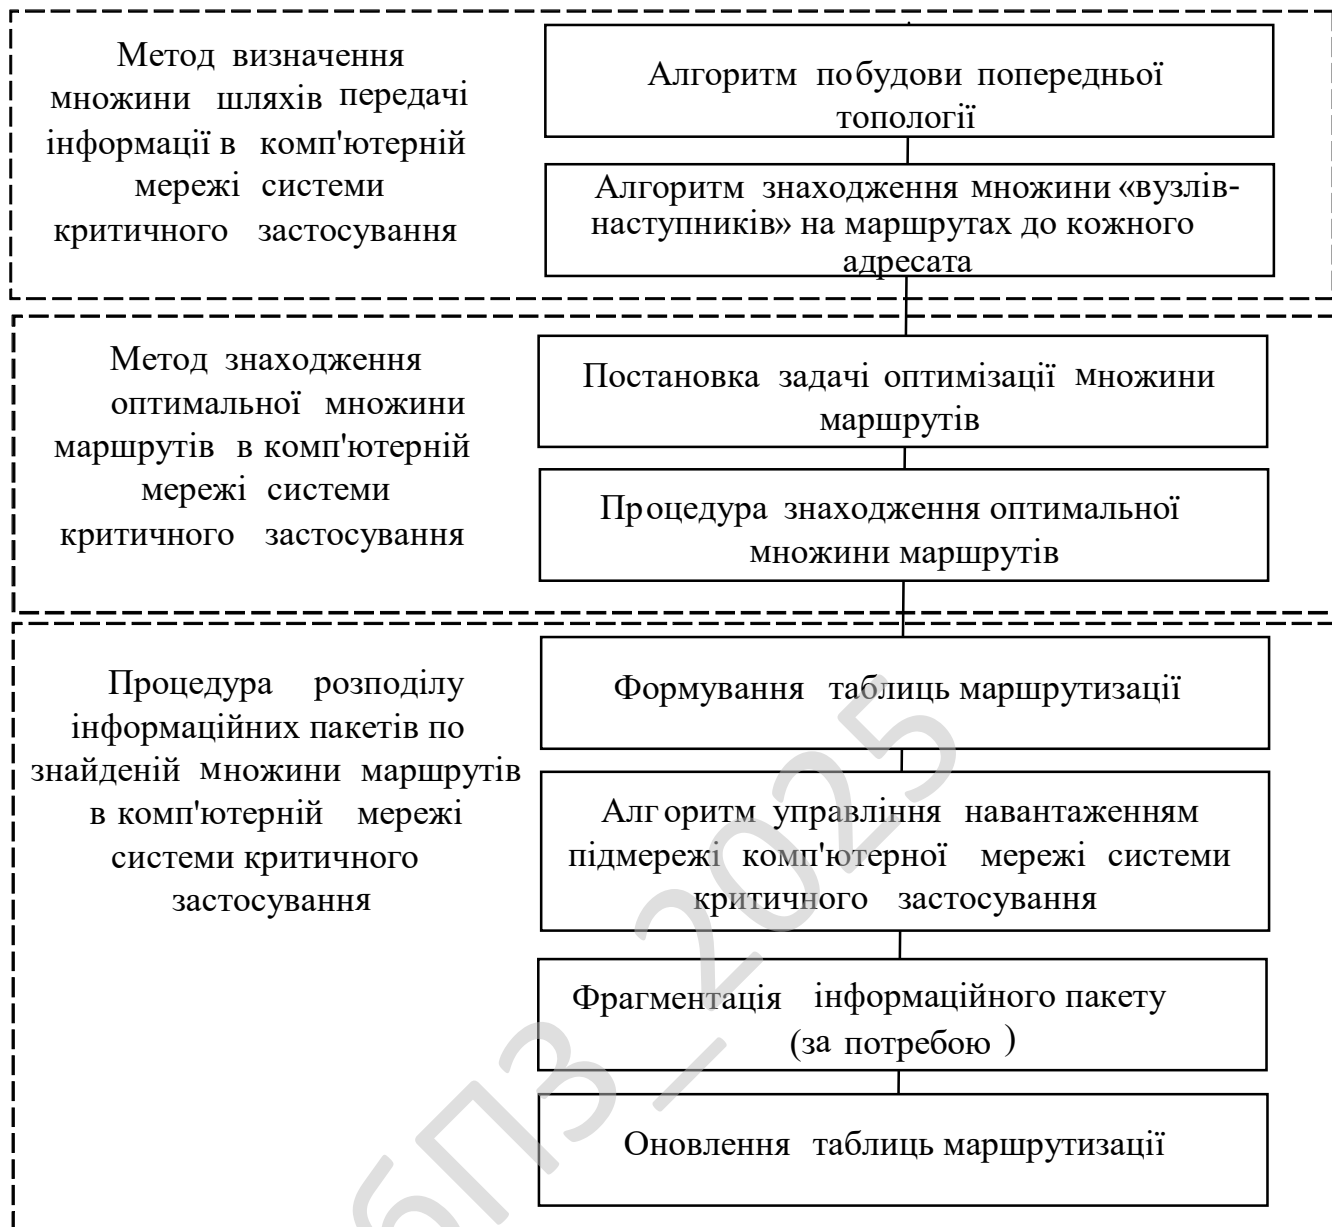 Метод визначення
множини шляхів передачі
інформації в комп'ютерній
мережі системи
критичного застосування
Алгоритм побудови попередньої
топології
Алгоритм знаходження множини «вузлів-
наступників» на маршрутах до кожного
адресата
Метод знаходження
оптимальної множини
маршрутів в комп'ютерній
мережі системи
критичного застосування
Постановка задачі оптимізації множини
маршрутів
Процедура знаходження оптимальної
множини маршрутів
Процедура розподілу
інформаційних пакетів по
знайденій множини маршрутів
в комп'ютерній мережі
системи критичного
застосування
Формування таблиць маршрутизації
Алгоритм управління навантаженням
підмережі комп'ютерної мережі системи
критичного застосування
Фрагментація інформаційного пакету
(за потребою)
Оновлення таблиць маршрутизації
бПЗ_2025